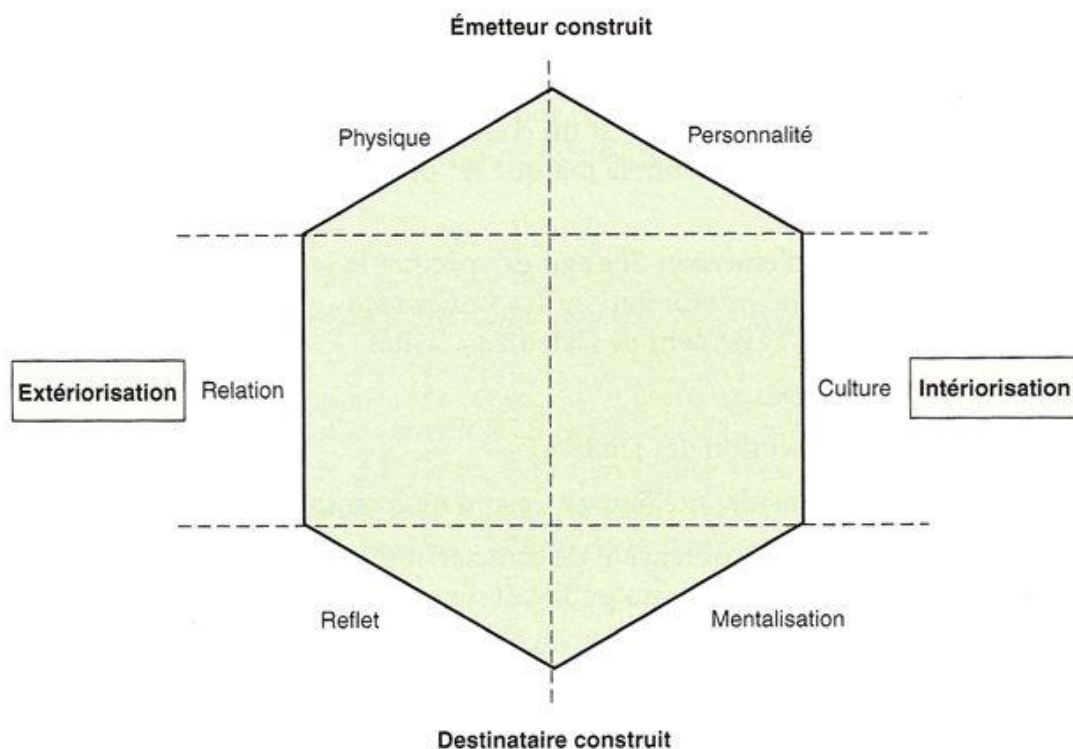 Émetteur construit
Physique
Personnalité
Extériorisation
Relation
Culture
Intériorisation
Reflet
Mentalisation
Destinataire construit